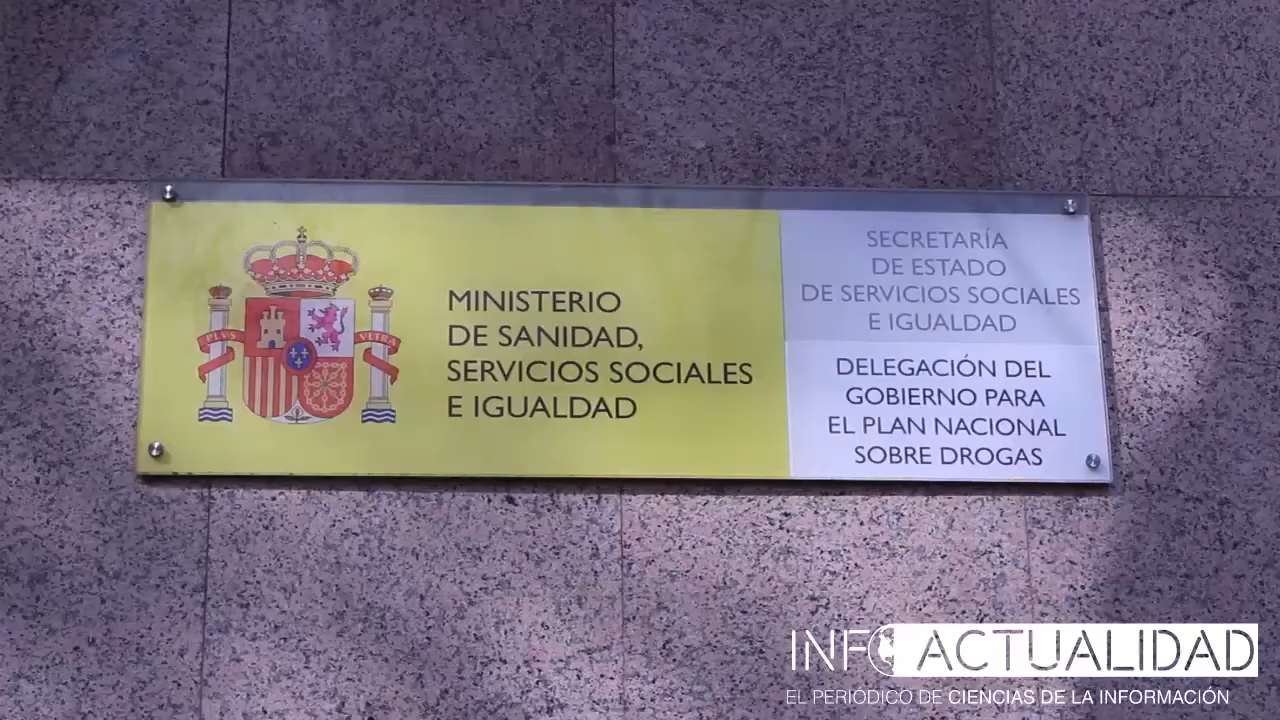 PLVS
VLTRA
MINISTERIO
DE SANIDAD,
SERVICIOS SOCIALES
E IGUALDAD
SECRETARÍA
DE ESTADO
DE SERVICIOS SOCIALES
E IGUALDAD
DELEGACIÓN DEL
GOBIERNO PARA
EL PLAN NACIONAL
SOBRE DROGAS
INFO ACTUALIDAD
EL PERIÓDICO DE CIENCIAS DE LA INFORMACIÓN